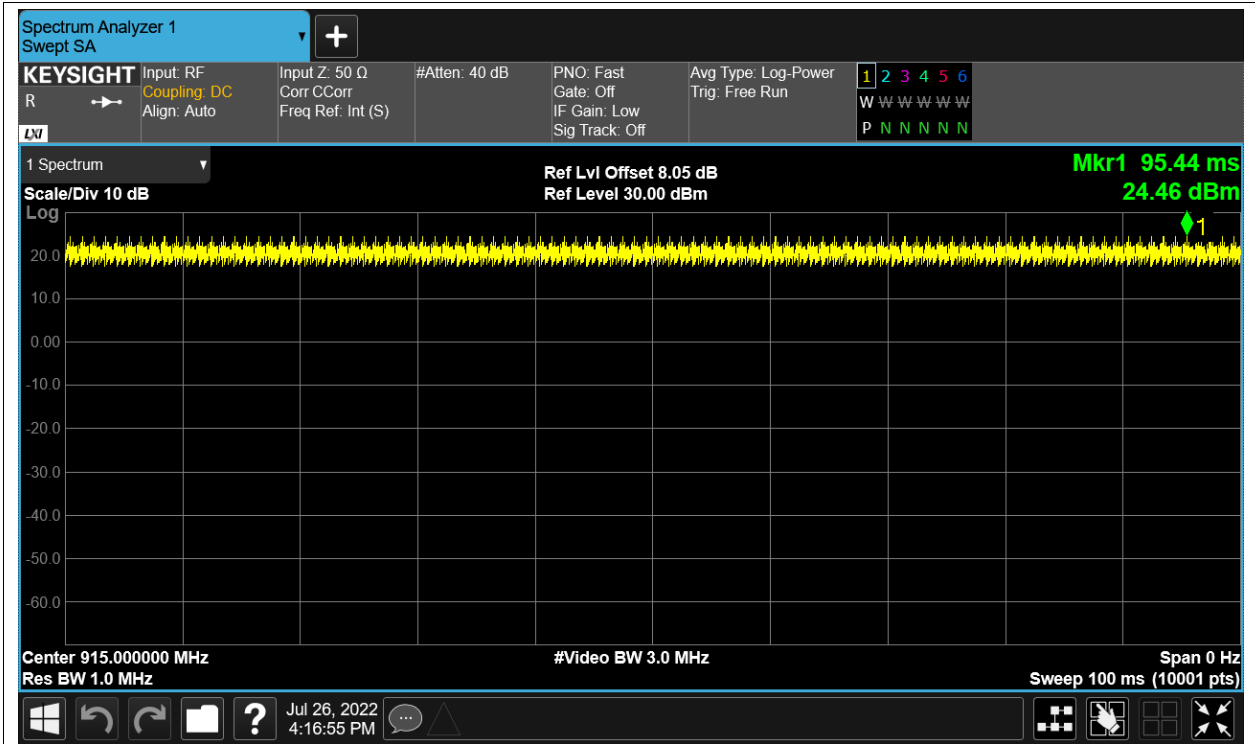 Spectrum Analyzer 1
Swept SA
+
KEYSIGHT
R
LXI
Input: RF
Coupling: DC
Align: Auto
Input Z: 50 Ω
Corr CCorr
Freq Ref: Int (S)
#Atten: 40 dB
PNO: Fast
Gate: Off
IF Gain: Low
Sig Track: Off
Avg Type: Log-Power
Trig: Free Run
1 2 3 4 5 6
W W W W W W
P N N N N N
1 Spectrum
Scale/Div 10 dB
Log
Ref Lvl Offset 8.05 dB
Ref Level 30.00 dBm
Mkr1 95.44 ms
24.46 dBm
1
20.0
10.0
0.00
-10.0
-20.0
-30.0
-40.0
-50.0
-60.0
Center 915.000000 MHz
Res BW 1.0 MHz
#Video BW 3.0 MHz
Span 0 Hz
Sweep 100 ms (10001 pts)
?
Jul 26, 2022
4:16:55 PM